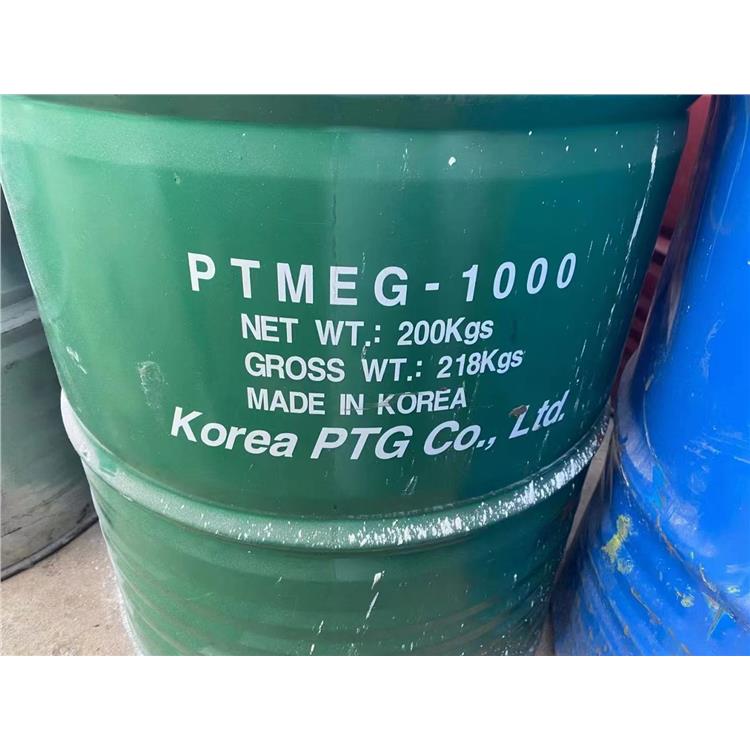 PTMEG-1000
NET WT.: 200Kgs
GROSS WT.: 218Kgs
MADE IN KOREA
Korea PTG Co., Ltd.